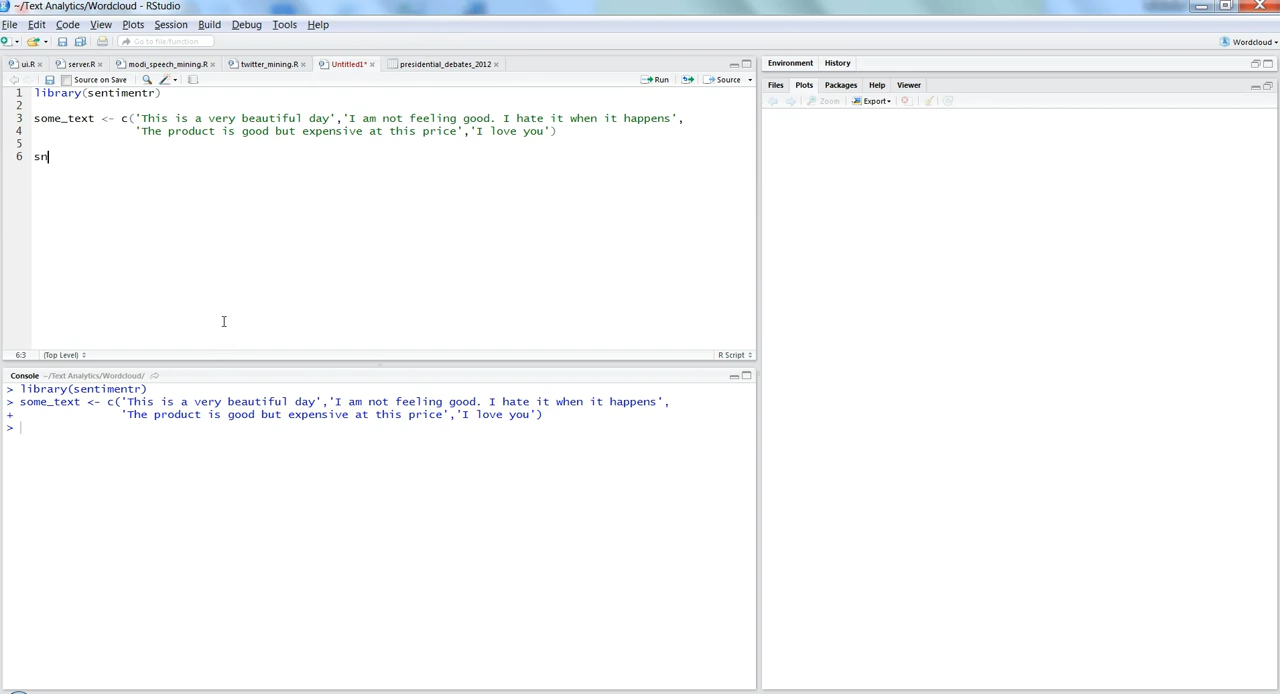 ~/Text Analytics/Wordcloud - RStudio
File Edit Code View Plots Session Build Debug Tools Help
Go to file/function Wordcloud
ui.R server.R modi_speech_mining.R twitter_mining.R Untitled1* presidential_debates_2012
Source on Save Run Source
1 library(sentimentr)
2
3 some_text <- c('This is a very beautiful day','I am not feeling good. I hate it when it happens',
4 'The product is good but expensive at this price','I love you')
5
6 sn
6:3 (Top Level) R Script
Console ~/Text Analytics/Wordcloud/
> library(sentimentr)
> some_text <- c('This is a very beautiful day','I am not feeling good. I hate it when it happens',
+ 'The product is good but expensive at this price','I love you')
>
Environment History
Files Plots Packages Help Viewer
Zoom Export